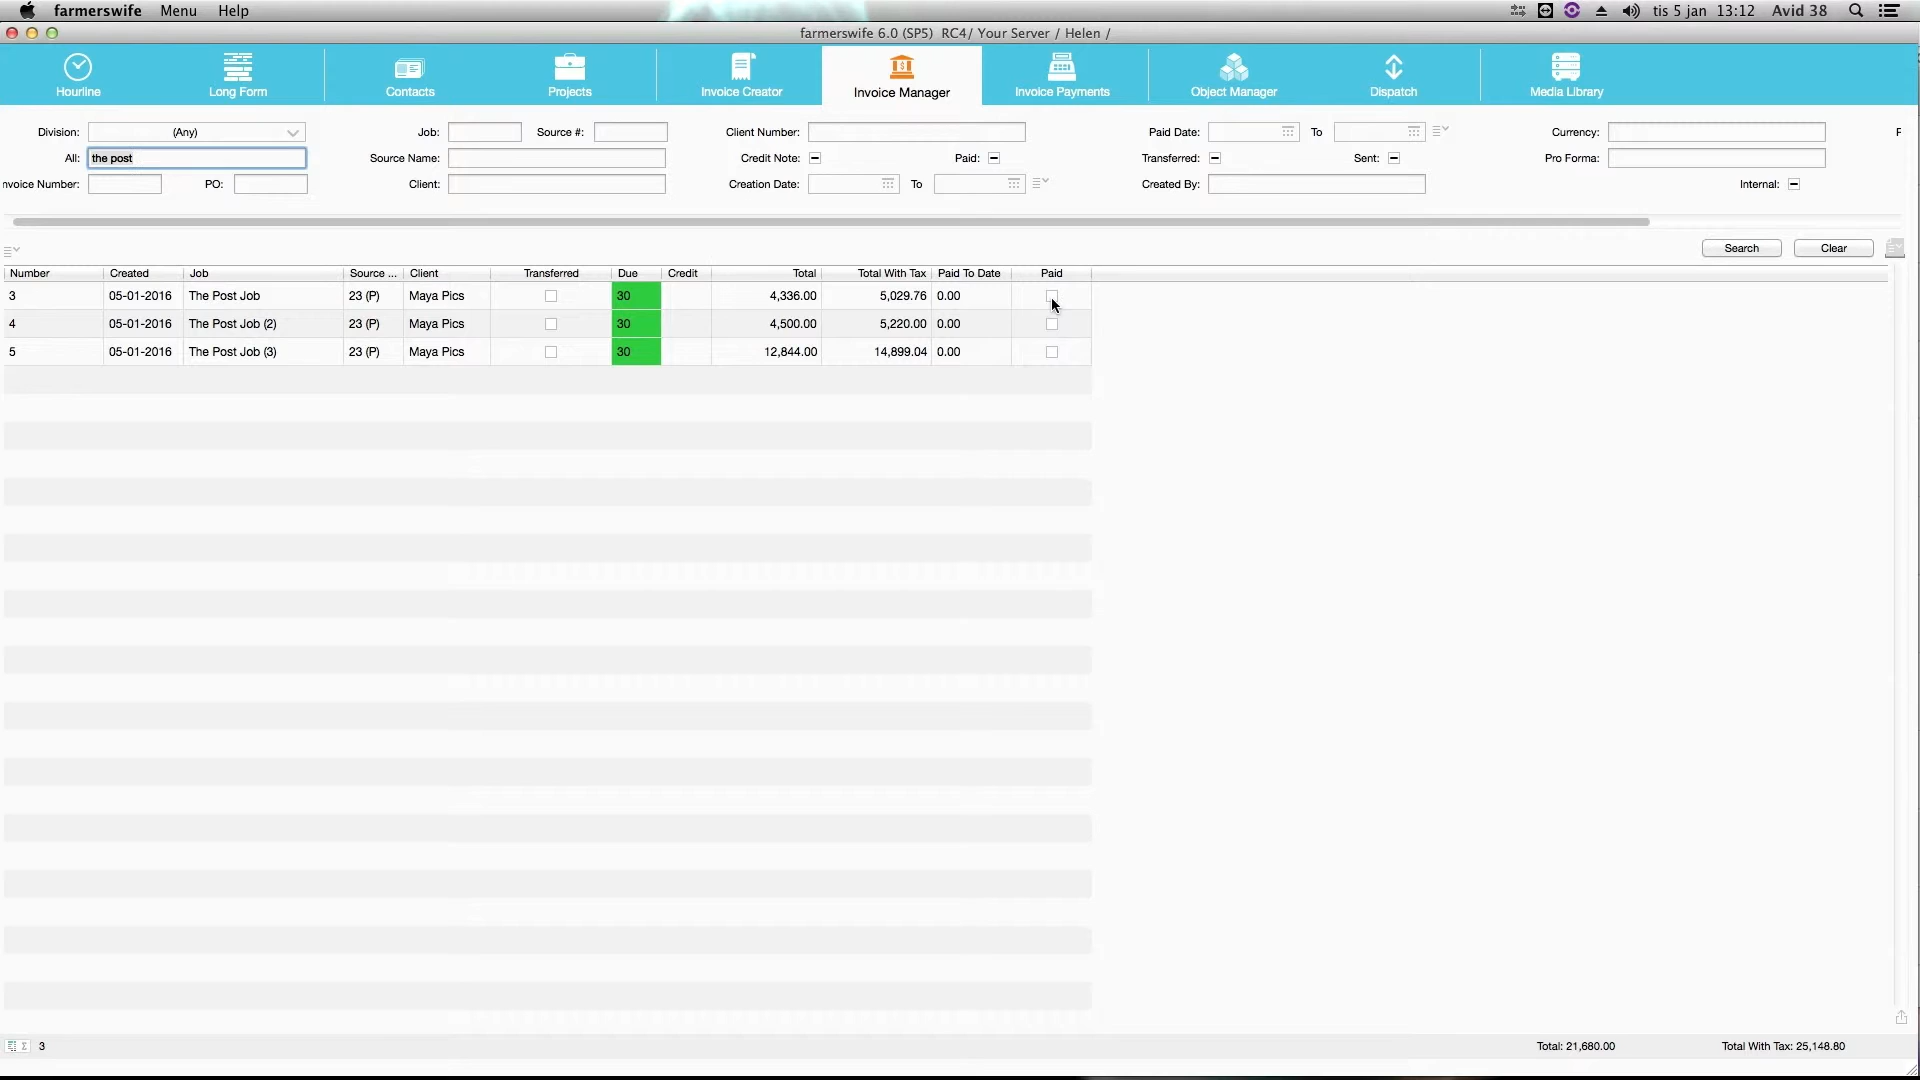 farmerswife Menu Help tis 5 jan 13:12 Avid 38
farmerswife 6.0 (SP5) RC4/ Your Server / Helen /
Hourline Long Form Contacts Projects Invoice Creator Invoice Manager Invoice Payments Object Manager Dispatch Media Library
Division: (Any) Job: Source #: Client Number: Paid Date: To Currency:
All: the post Source Name: Credit Note: Paid: Transferred: Sent: Pro Forma:
nvoice Number: PO: Client: Creation Date: To Created By: Internal:
Search Clear
Number Created Job Source ... Client Transferred Due Credit Total Total With Tax Paid To Date Paid
3 05-01-2016 The Post Job 23 (P) Maya Pics 30 4,336.00 5,029.76 0.00
4 05-01-2016 The Post Job (2) 23 (P) Maya Pics 30 4,500.00 5,220.00 0.00
5 05-01-2016 The Post Job (3) 23 (P) Maya Pics 30 12,844.00 14,899.04 0.00
3 Total: 21,680.00 Total With Tax: 25,148.80